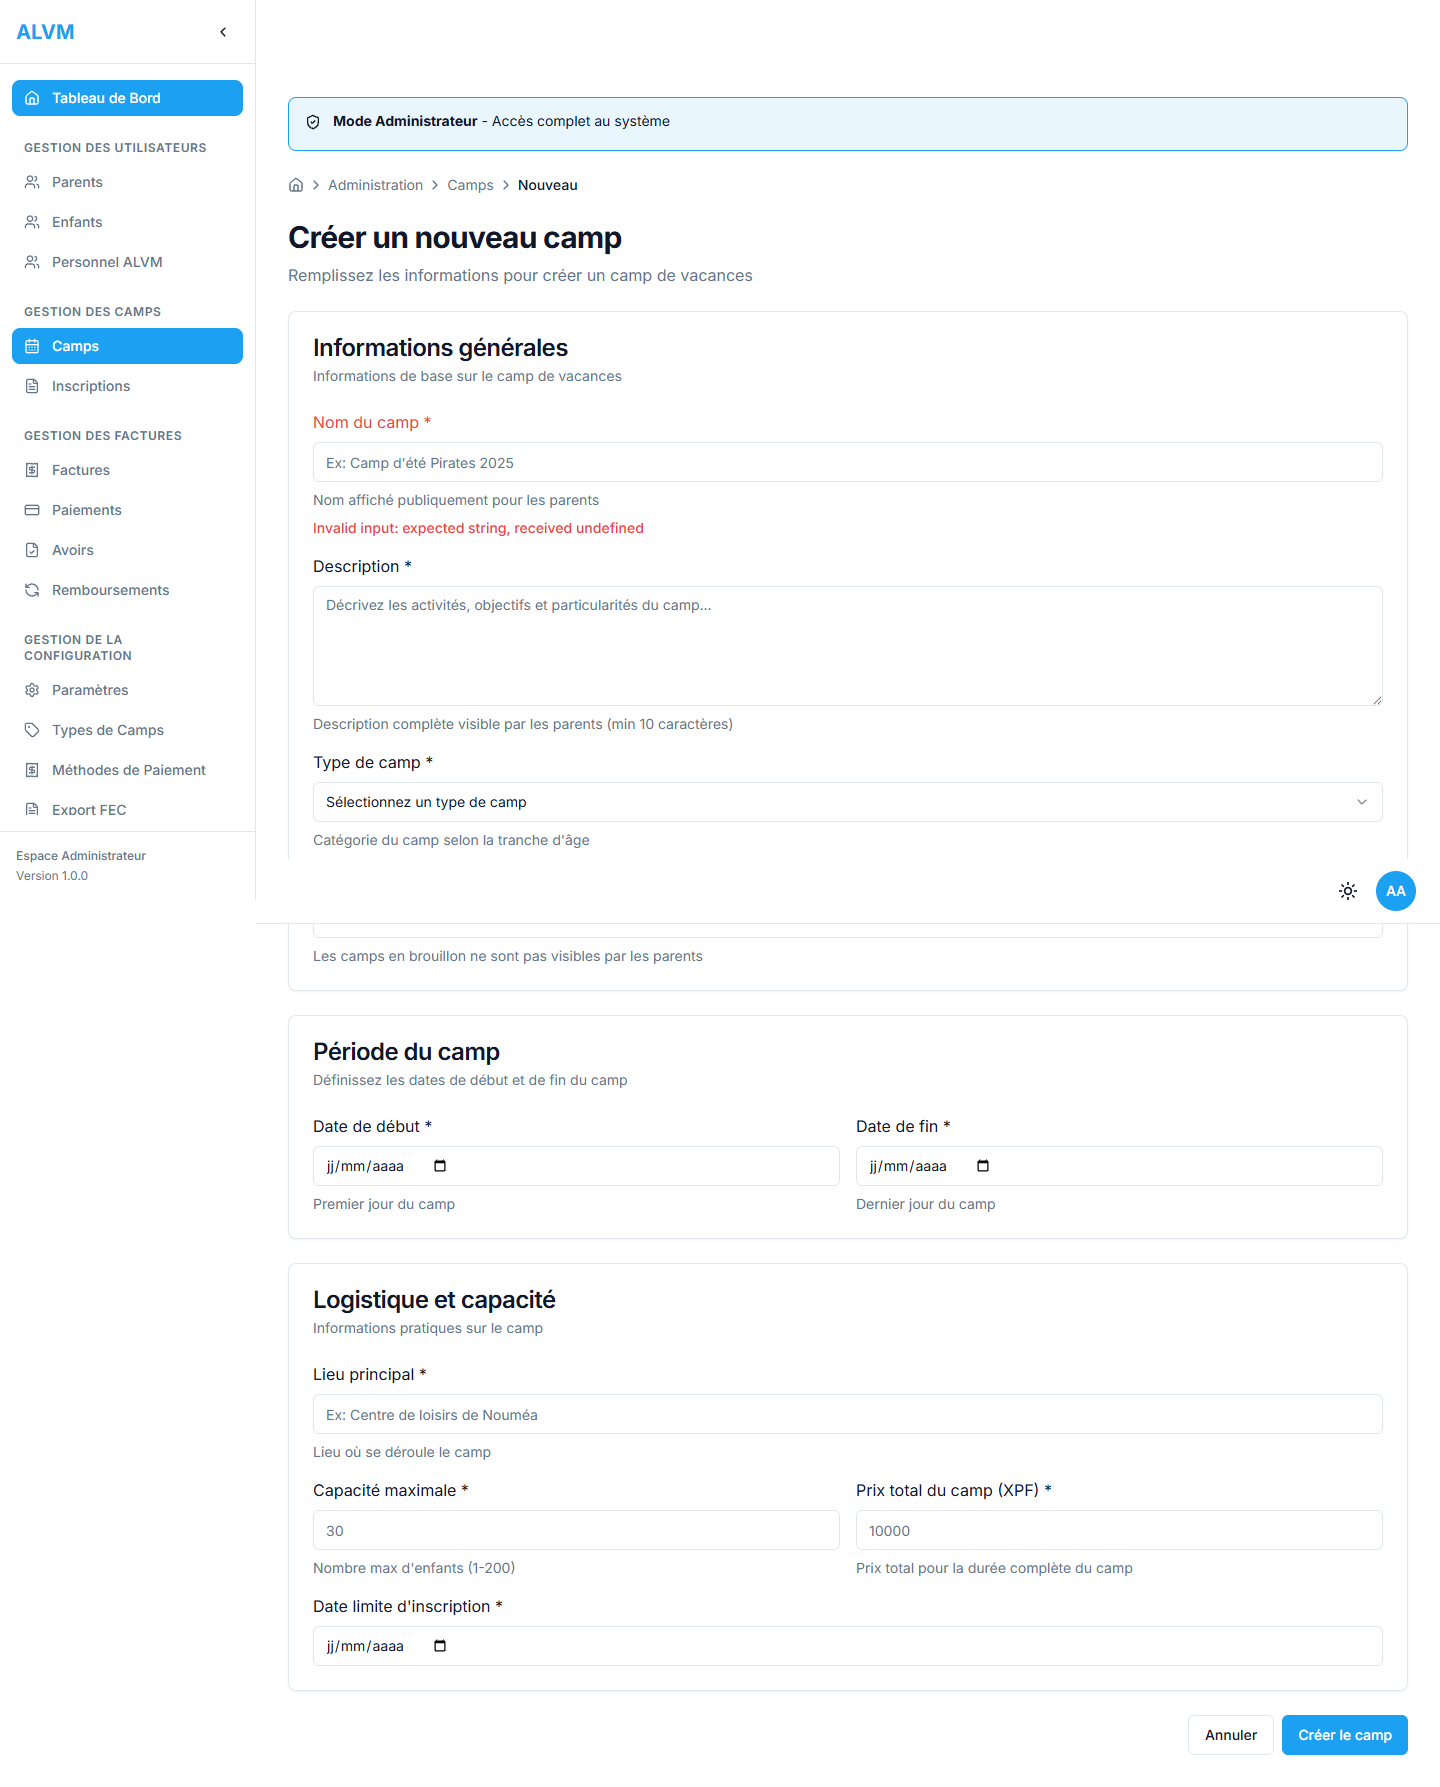 ALVM
Tableau de Bord
GESTION DES UTILISATEURS
Parents
Enfants
Personnel ALVM
GESTION DES CAMPS
Camps
Inscriptions
GESTION DES FACTURES
Factures
Paiements
Avoirs
Remboursements
GESTION DE LA
CONFIGURATION
Paramètres
Types de Camps
Méthodes de Paiement
Export FEC
Espace Administrateur
Version 1.0.0
Mode Administrateur - Accès complet au système
Administration > Camps > Nouveau
Créer un nouveau camp
Remplissez les informations pour créer un camp de vacances
Informations générales
Informations de base sur le camp de vacances
Nom du camp *
Ex: Camp d'été Pirates 2025
Nom affiché publiquement pour les parents
Invalid input: expected string, received undefined
Description *
Décrivez les activités, objectifs et particularités du camp...
Description complète visible par les parents (min 10 caractères)
Type de camp *
Sélectionnez un type de camp
Catégorie du camp selon la tranche d'âge
AA
Les camps en brouillon ne sont pas visibles par les parents
Période du camp
Définissez les dates de début et de fin du camp
Date de début *
jj/mm/aaaa
Premier jour du camp
Date de fin *
jj/mm/aaaa
Dernier jour du camp
Logistique et capacité
Informations pratiques sur le camp
Lieu principal *
Ex: Centre de loisirs de Nouméa
Lieu où se déroule le camp
Capacité maximale *
30
Nombre max d'enfants (1-200)
Prix total du camp (XPF) *
10000
Prix total pour la durée complète du camp
Date limite d'inscription *
jj/mm/aaaa
Annuler
Créer le camp